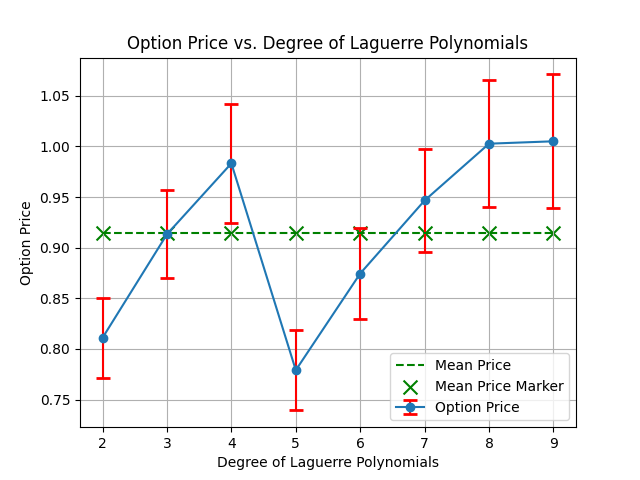 Option Price vs. Degree of Laguerre Polynomials
Option Price
1.05
1.00
0.95
0.90
0.85
0.80
0.75
Mean Price
Mean Price Marker
Option Price
2 3 4 5 6 7 8 9
Degree of Laguerre Polynomials